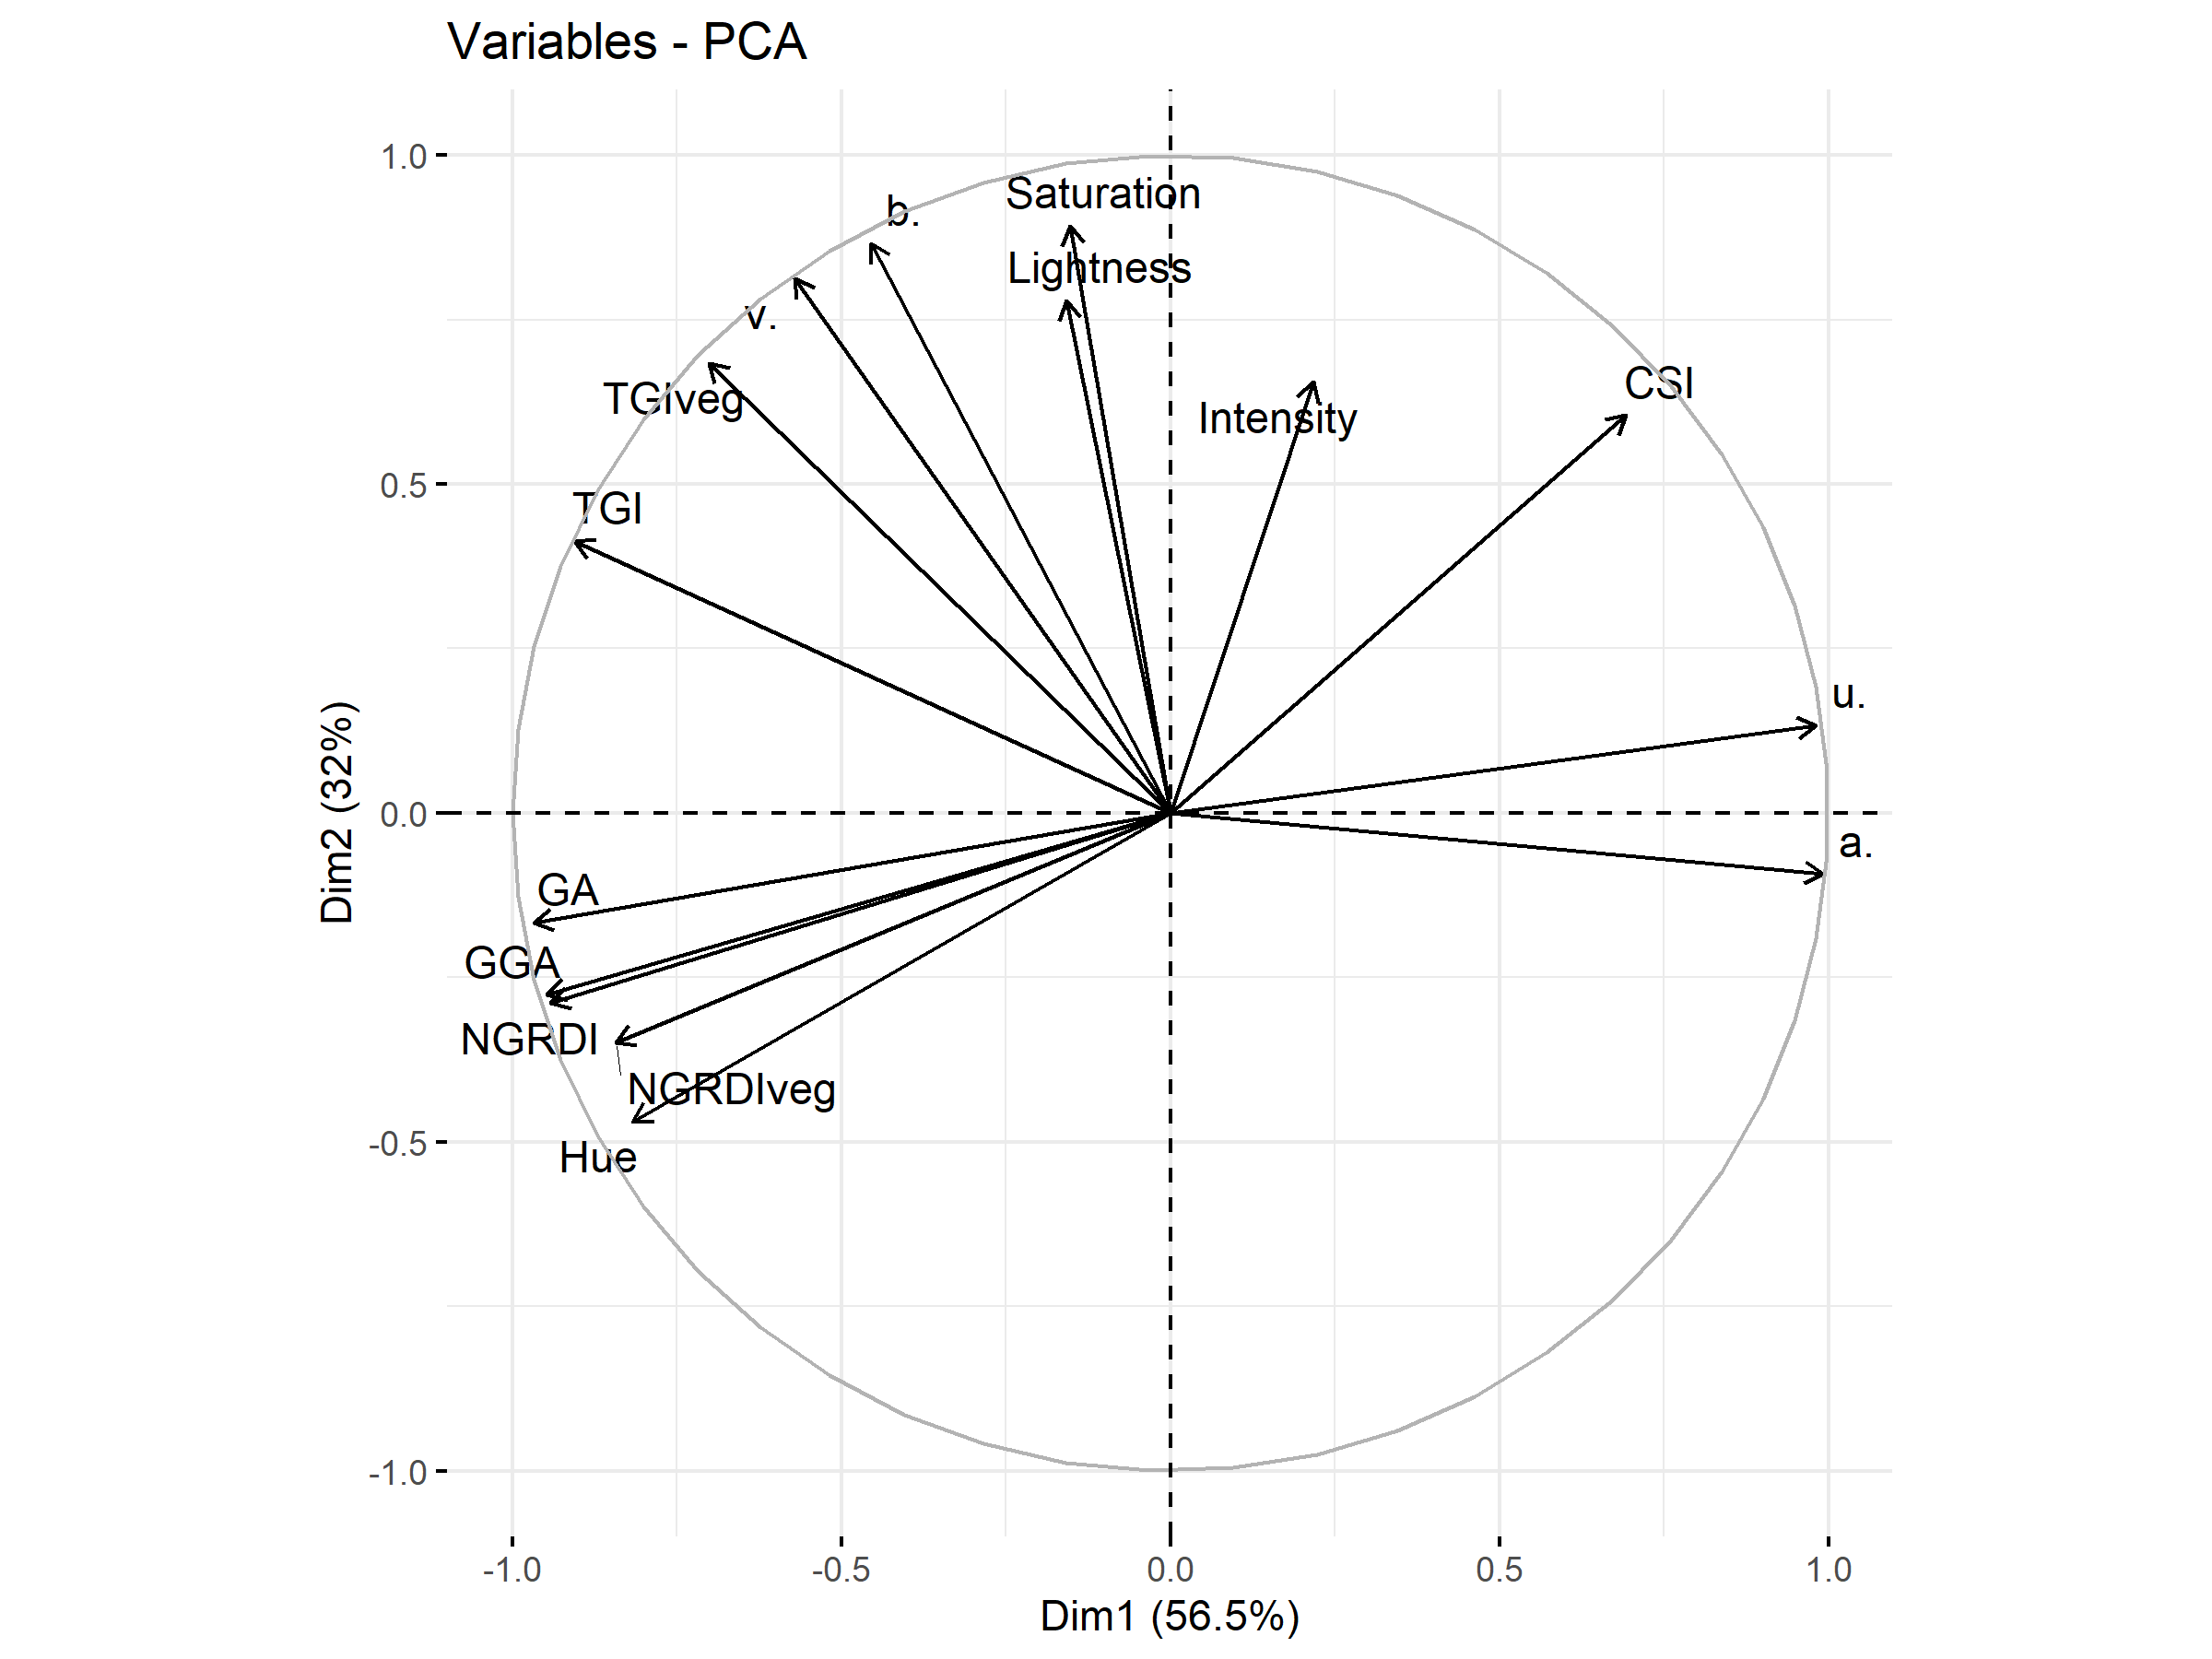 Variables - PCA
1.0
0.5
0.0
-0.5
-1.0
Dim2 (32%)
Saturation
b.
Lightness
v.
TGIveg
CSI
Intensity
TGI
u.
a.
GA
GGA
NGRDI
NGRDIveg
Hue
-1.0
-0.5
0.0
0.5
1.0
Dim1 (56.5%)